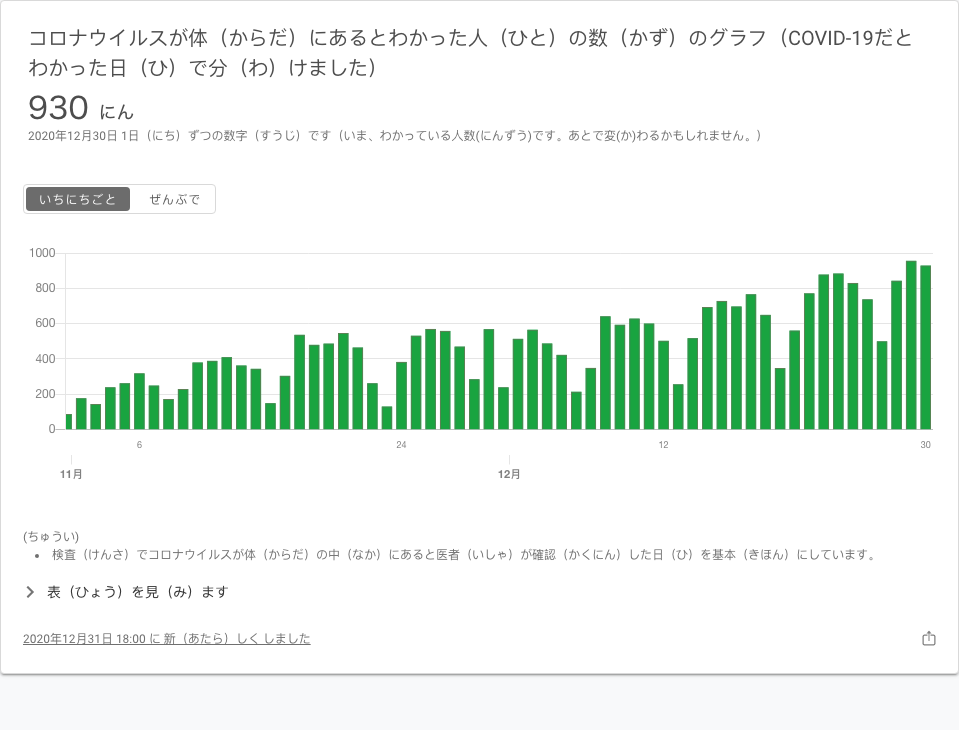 コロナウイルスが体（からだ）にあるとわかった人（ひと）の数（かず）のグラフ（COVID-19だと
わかった日（ひ）で分（わ）けました）
930 にん
2020年12月30日 1日（にち）ずつの数字（すうじ）です（いま、わかっている人数(にんずう)です。あとで変(か)わるかもしれません。）
いちにちごと ぜんぶで
1000
800
600
400
200
0
6 24 12 30
11月 12月
(ちゅうい)
• 検査（けんさ）でコロナウイルスが体（からだ）の中（なか）にあると医者（いしゃ）が確認（かくにん）した日（ひ）を基本（きほん）にしています。
表（ひょう）を見（み）ます
2020年12月31日 18:00 に 新（あたら）しく しました